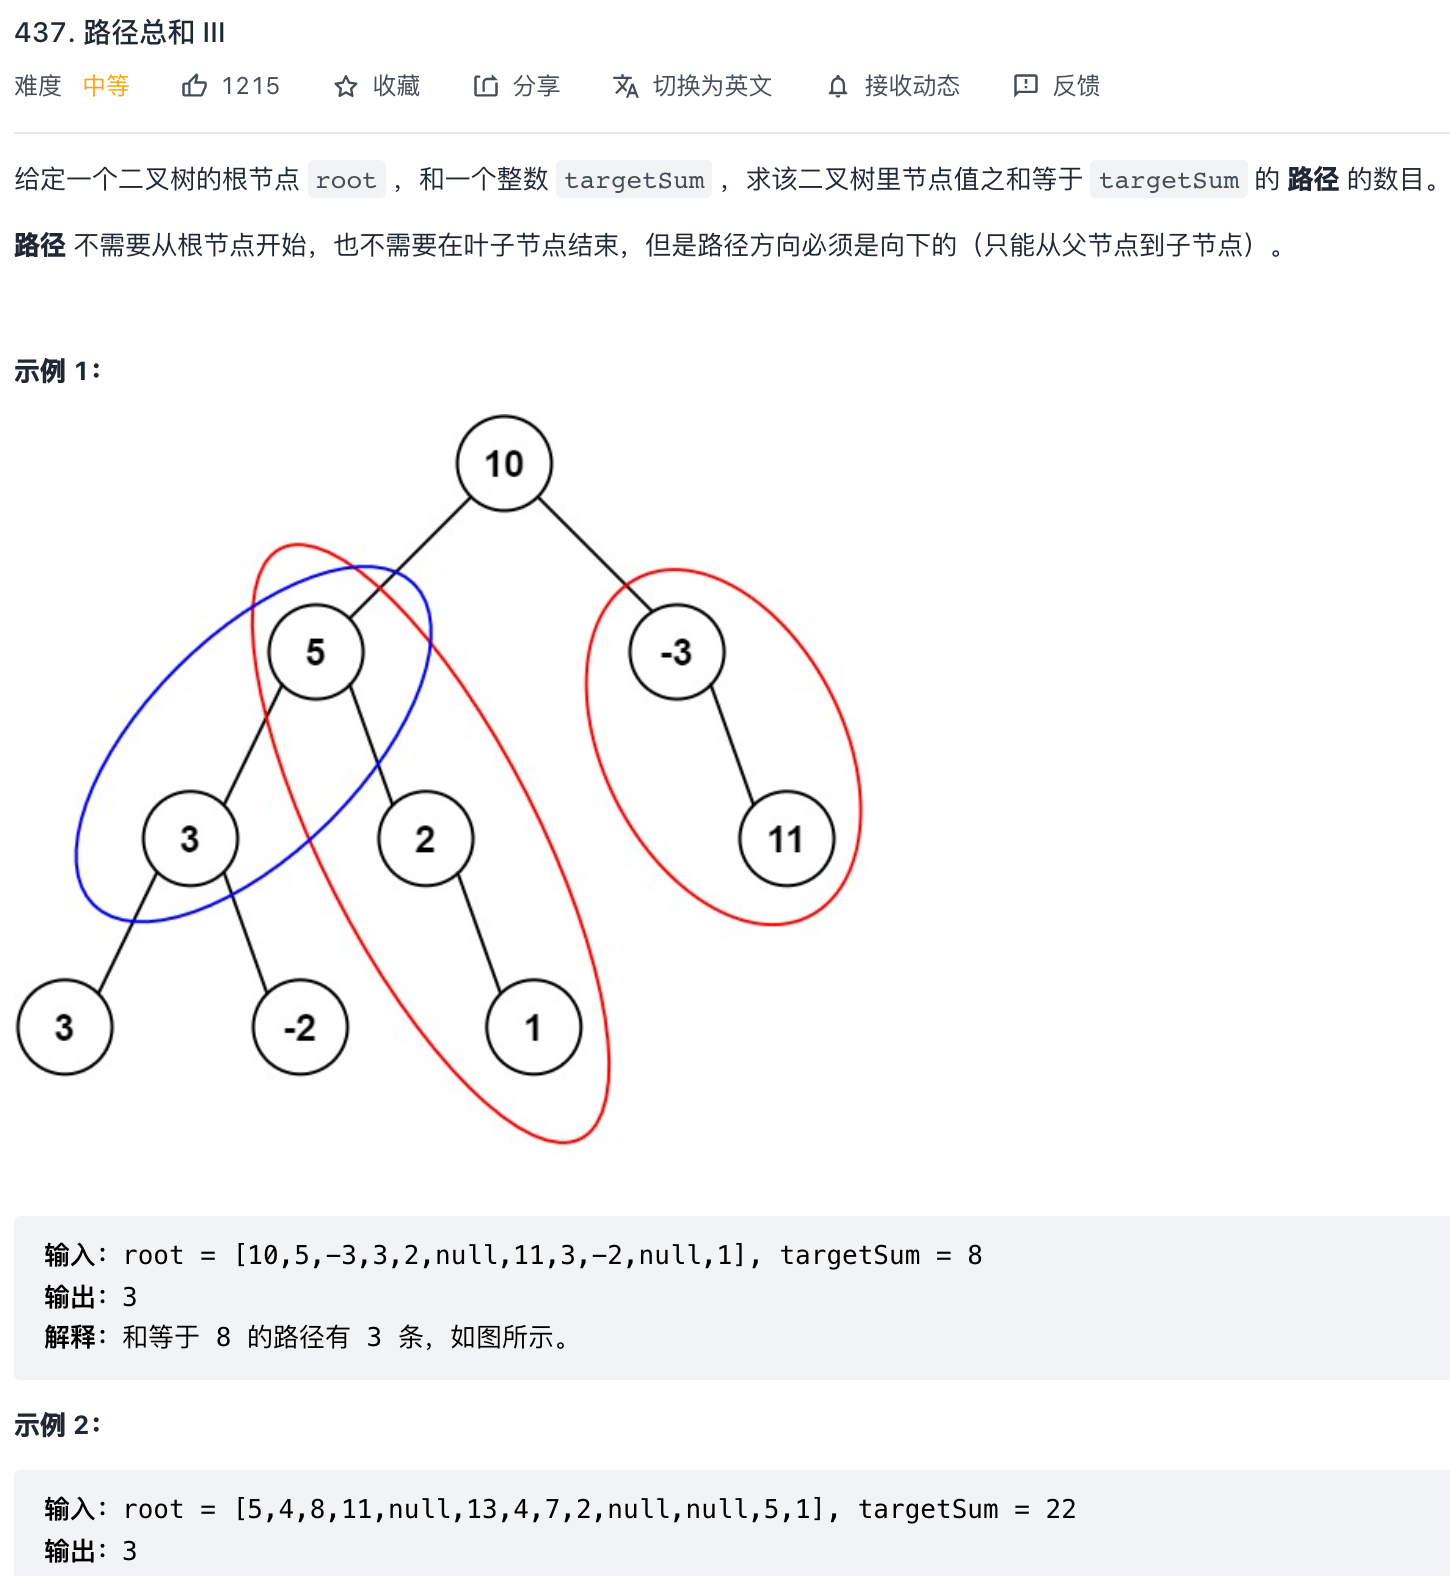 437. 路径总和 III
难度 中等 1215 收藏 分享 切换为英文 接收动态 反馈
给定一个二叉树的根节点 root ，和一个整数 targetSum ，求该二叉树里节点值之和等于 targetSum 的 路径 的数目。
路径 不需要从根节点开始，也不需要在叶子节点结束，但是路径方向必须是向下的（只能从父节点到子节点）。
示例 1：
10
5 -3
3 2 11
3 -2 1
输入：root = [10,5,-3,3,2,null,11,3,-2,null,1], targetSum = 8
输出：3
解释：和等于 8 的路径有 3 条，如图所示。
示例 2：
输入：root = [5,4,8,11,null,13,4,7,2,null,null,5,1], targetSum = 22
输出：3